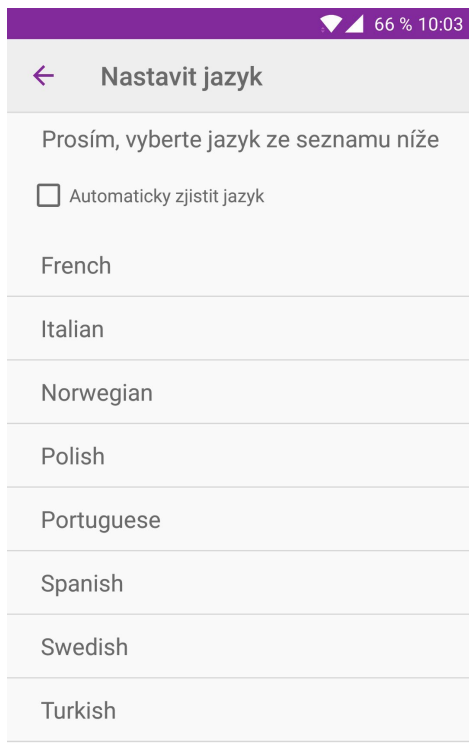 66 % 10:03
Nastavit jazyk
Prosím, vyberte jazyk ze seznamu níže
Automaticky zjistit jazyk
French
Italian
Norwegian
Polish
Portuguese
Spanish
Swedish
Turkish